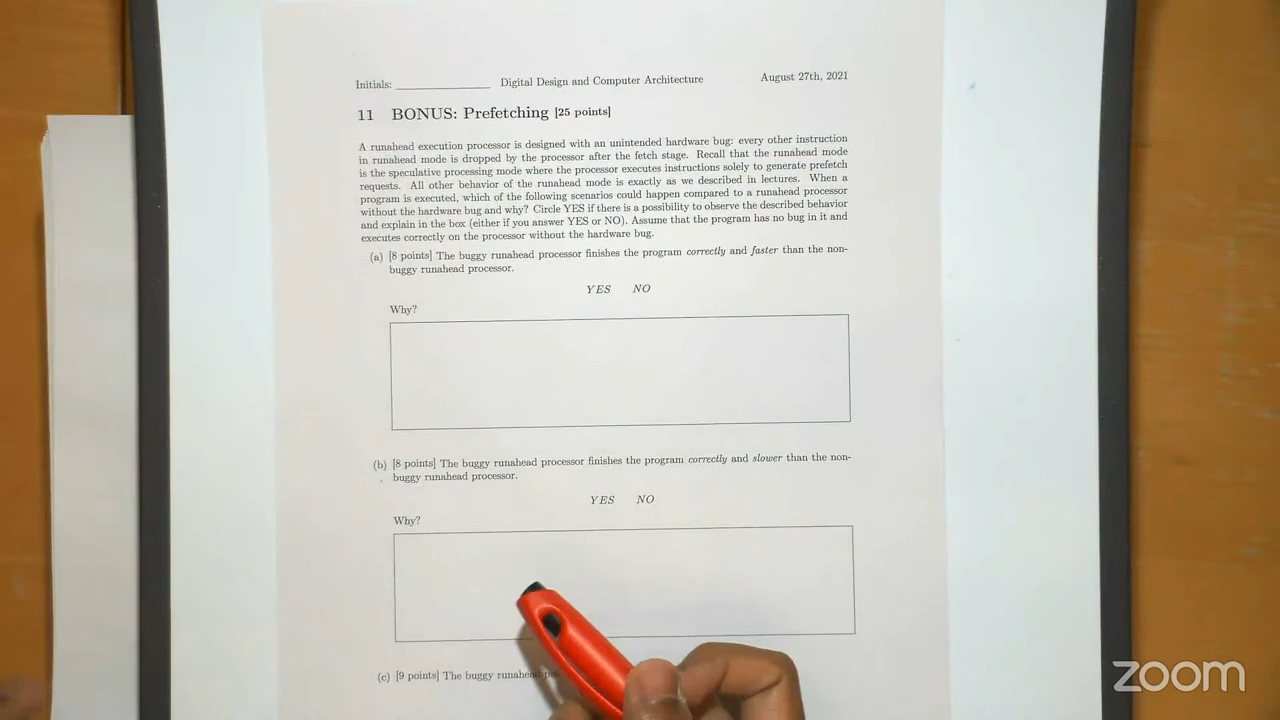 Initials: Digital Design and Computer Architecture August 27th, 2021
11 BONUS: Prefetching [25 points]
A runahead execution processor is designed with an unintended hardware bug: every other instruction
in runahead mode is dropped by the processor after the fetch stage. Recall that the runahead mode
is the speculative processing mode where the processor executes instructions solely to generate prefetch
requests. All other behavior of the runahead mode is exactly as we described in lectures. When a
program is executed, which of the following scenarios could happen compared to a runahead processor
without the hardware bug and why? Circle YES if there is a possibility to observe the described behavior
and explain in the box (either if you answer YES or NO). Assume that the program has no bug in it and
executes correctly on the processor without the hardware bug.
(a) [8 points] The buggy runahead processor finishes the program correctly and faster than the non-
buggy runahead processor.
YES NO
Why?
(b) [8 points] The buggy runahead processor finishes the program correctly and slower than the non-
buggy runahead processor.
YES NO
Why?
(c) [9 points] The buggy runahead
zoom